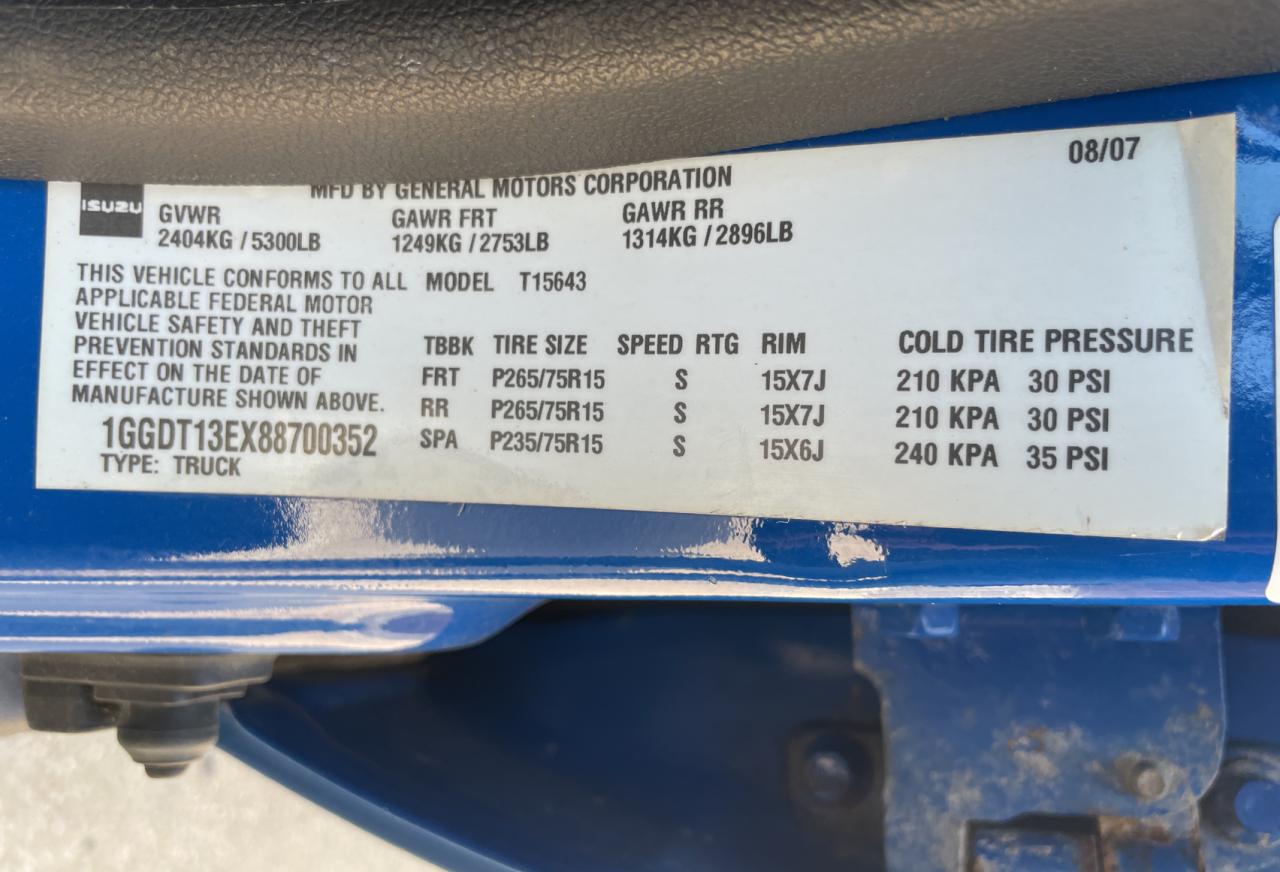 08/07
MFD BY GENERAL MOTORS CORPORATION
ISUZU
GVWR GAWR FRT GAWR RR
2404KG / 5300LB 1249KG / 2753LB 1314KG / 2896LB
THIS VEHICLE CONFORMS TO ALL
APPLICABLE FEDERAL MOTOR
VEHICLE SAFETY AND THEFT
PREVENTION STANDARDS IN
EFFECT ON THE DATE OF
MANUFACTURE SHOWN ABOVE.
1GGDT13EX88700352
TYPE: TRUCK
MODEL T15643
TBBK TIRE SIZE SPEED RTG RIM COLD TIRE PRESSURE
FRT P265/75R15 S 15X7J 210 KPA 30 PSI
RR P265/75R15 S 15X7J 210 KPA 30 PSI
SPA P235/75R15 S 15X6J 240 KPA 35 PSI